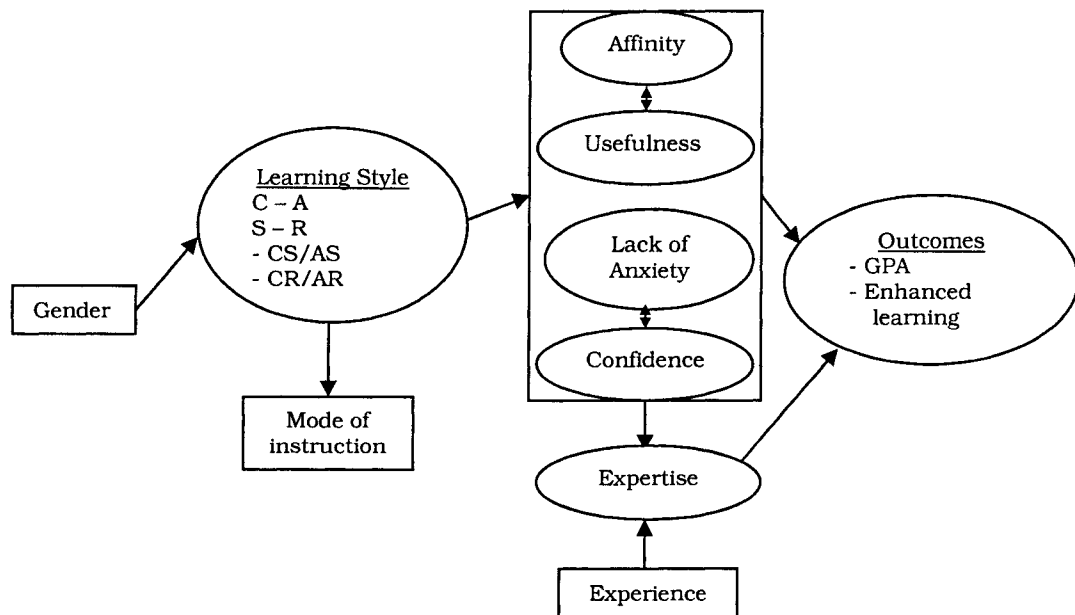 Affinity
Usefulness
Learning Style
C – A
S – R
- CS/AS
- CR/AR
Lack of
Anxiety
Outcomes
- GPA
- Enhanced
learning
Gender
Confidence
Mode of
instruction
Expertise
Experience